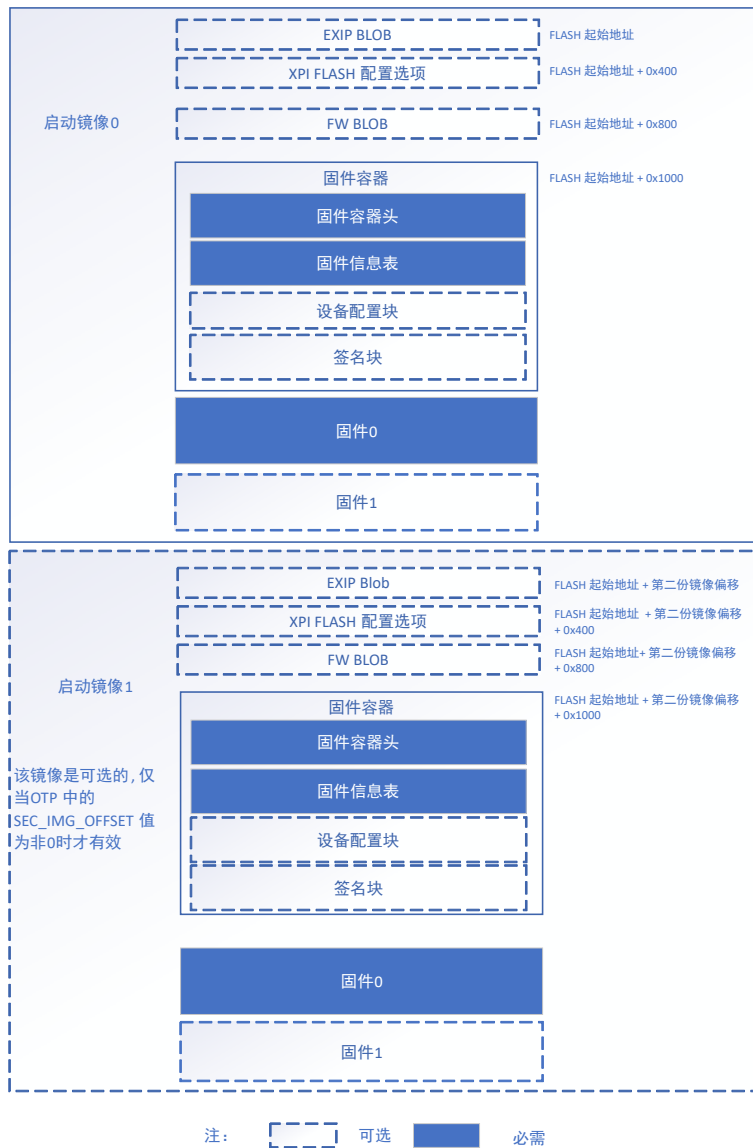 EXIP BLOB
FLASH 起始地址
XPI FLASH 配置选项
FLASH 起始地址 + 0x400
启动镜像0
FW BLOB
FLASH 起始地址 + 0x800
固件容器
FLASH 起始地址 + 0x1000
固件容器头
固件信息表
设备配置块
签名块
固件0
固件1
EXIP Blob
FLASH 起始地址 + 第二份镜像偏移
XPI FLASH 配置选项
FLASH 起始地址 + 第二份镜像偏移
+ 0x400
FW BLOB
FLASH 起始地址+ 第二份镜像偏移
+ 0x800
启动镜像1
固件容器
FLASH 起始地址 + 第二份镜像偏移
+ 0x1000
固件容器头
该镜像是可选的, 仅
当OTP 中的
SEC_IMG_OFFSET 值
为非0时才有效
固件信息表
设备配置块
签名块
固件0
固件1
注: 可选 必需